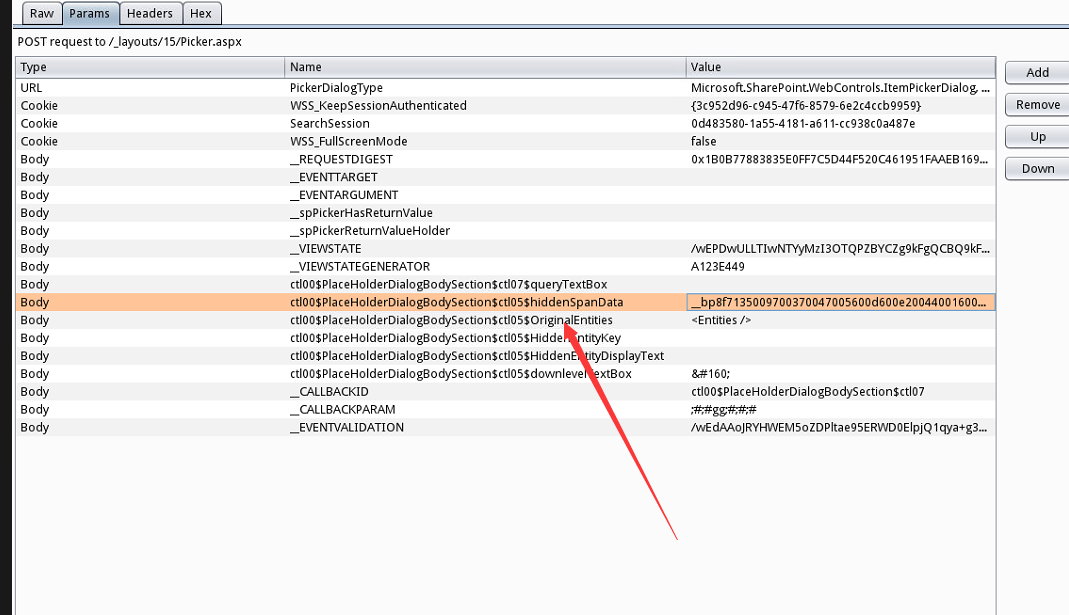 Raw Params Headers Hex
POST request to /_layouts/15/Picker.aspx
Type Name Value
URL PickerDialogType Microsoft.SharePoint.WebControls.ItemPickerDialog, ...
Cookie WSS_KeepSessionAuthenticated {3c952d96-c945-47f6-8579-6e2c4ccb9959}
Cookie SearchSession 0d483580-1a55-4181-a611-cc938c0a487e
Cookie WSS_FullScreenMode false
Body __REQUESTDIGEST 0x1B0B77883835E0FF7C5D44F520C461951FAAEB169...
Body __EVENTTARGET
Body __EVENTARGUMENT
Body __spPickerHasReturnValue
Body __spPickerReturnValueHolder
Body __VIEWSTATE /wEPDwULLTIwNTYyMzI3OTQPZBYCZg9kFgQCBQ9kF...
Body __VIEWSTATEGENERATOR A123E449
Body ctl00$PlaceHolderDialogBodySection$ctl07$queryTextBox
Body ctl00$PlaceHolderDialogBodySection$ctl05$hiddenSpanData __bp8f7135009700370047005600d600e20044001600...
Body ctl00$PlaceHolderDialogBodySection$ctl05$OriginalEntities <Entities />
Body ctl00$PlaceHolderDialogBodySection$ctl05$HiddenEntityKey
Body ctl00$PlaceHolderDialogBodySection$ctl05$HiddenEntityDisplayText
Body ctl00$PlaceHolderDialogBodySection$ctl05$downlevelTextBox &#160;
Body __CALLBACKID ctl00$PlaceHolderDialogBodySection$ctl07
Body __CALLBACKPARAM ;#;#gg;#;#;#
Body __EVENTVALIDATION /wEdAAoJRYHWEM5oZDPltae95ERWD0ElpjQ1qya+g3...
Add
Remove
Up
Down